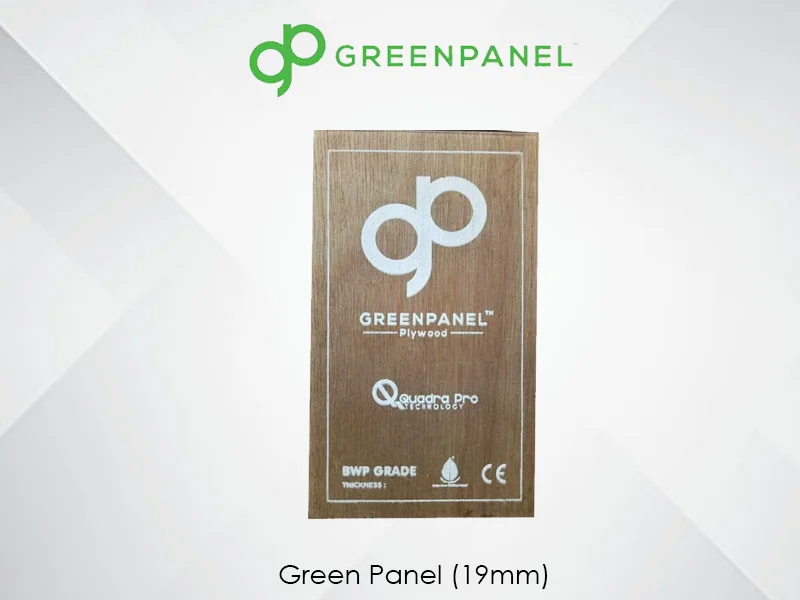 GREENPANEL
GREENPANEL™
Plywood
Quadra Pro
TECHNOLOGY
BWP GRADE
THICKNESS :
CE
Green Panel (19mm)